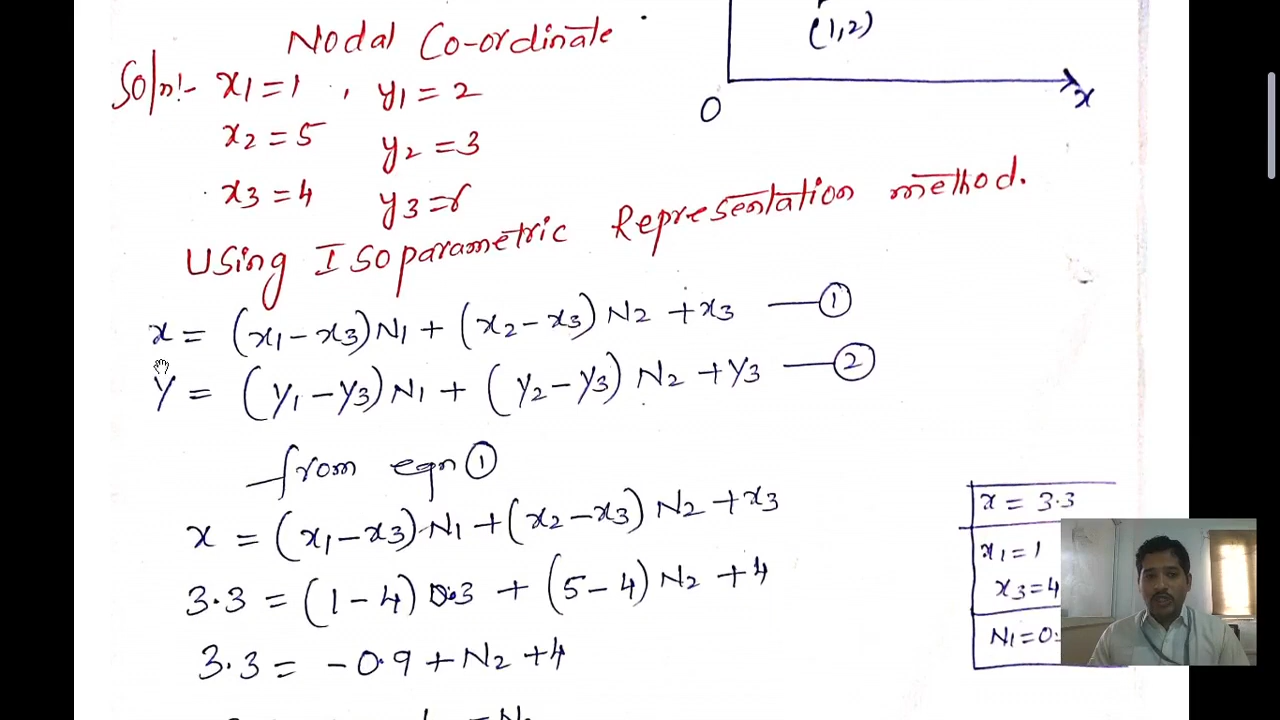 Nodal Co-ordinate
(1,2)
Soln:- x1 = 1 , y1 = 2
0
x
x2 = 5 y2 = 3
x3 = 4 y3 =
Using Isoparametric Representation method.
x = (x1 - x3) N1 + (x2 - x3) N2 + x3 — ①
Y = (Y1 - Y3) N1 + (Y2 - Y3) N2 + Y3 — ②
from eqn ①
x = (x1 - x3) N1 + (x2 - x3) N2 + x3
x = 3.3
3.3 = (1 - 4) 0.3 + (5 - 4) N2 + 4
x1 = 1
x3 = 4
N1 = 0.
3.3 = -0.9 + N2 + 4